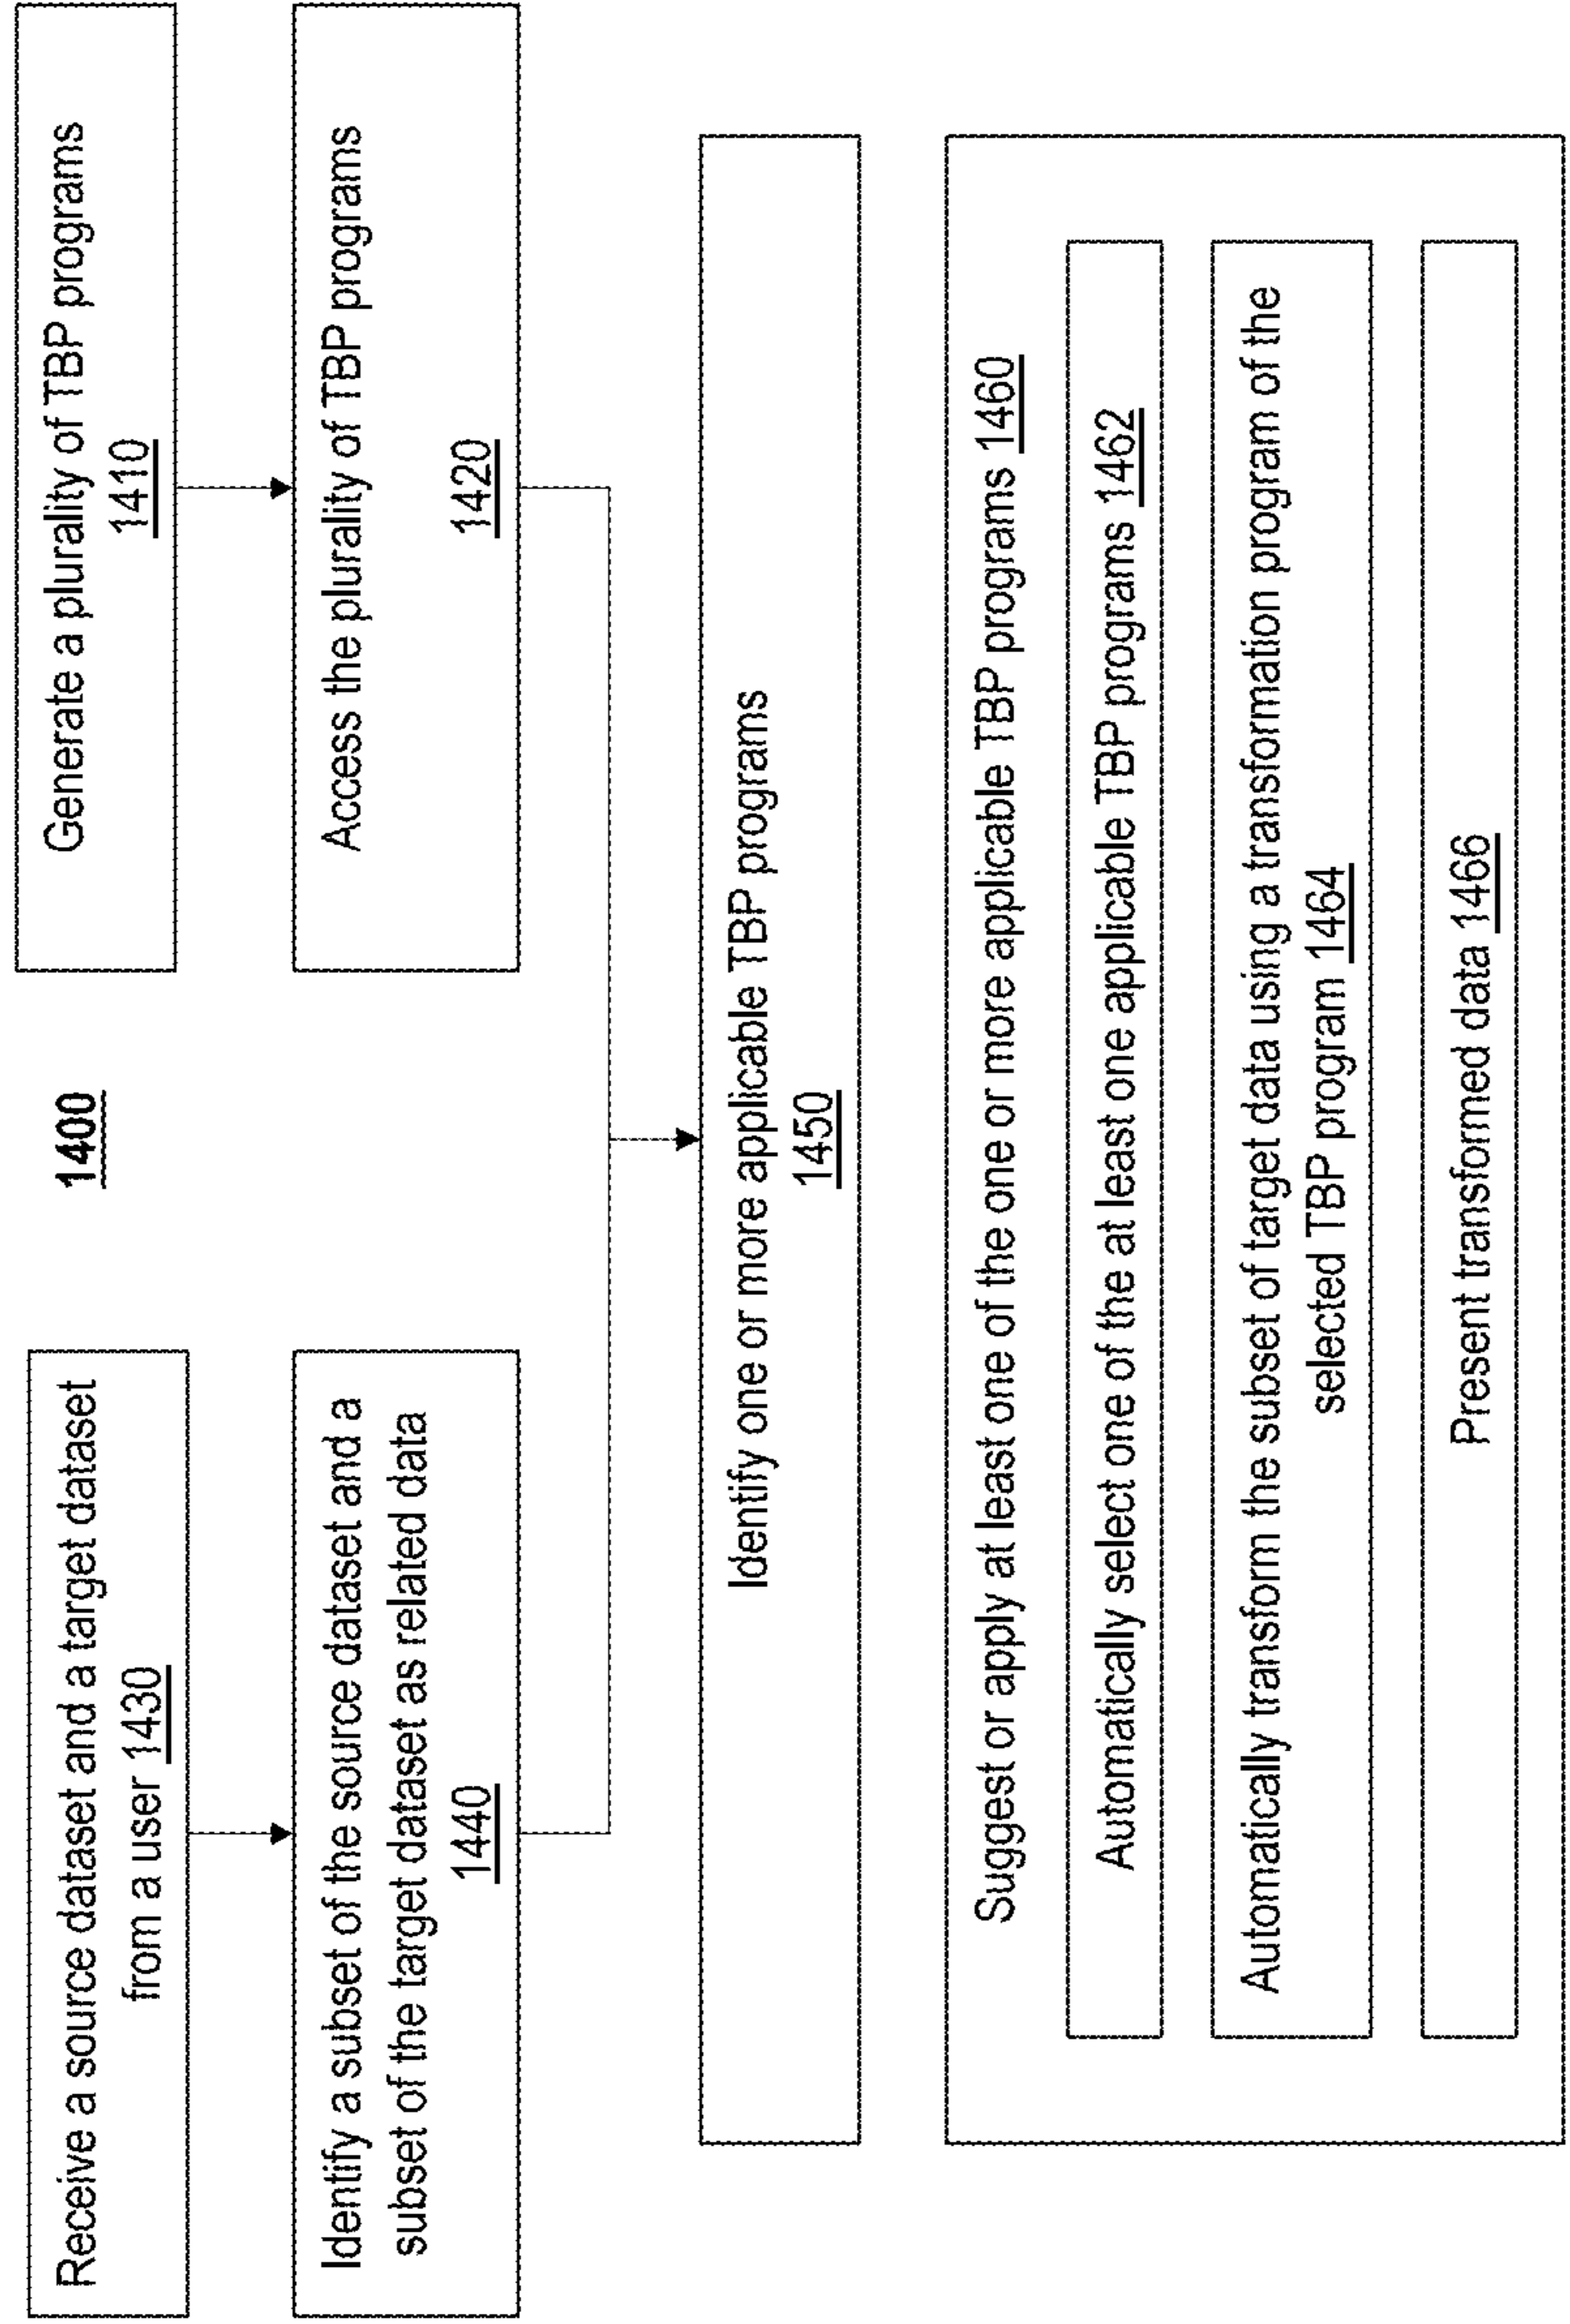 1400
Receive a source dataset and a target dataset
from a user 1430
Identify a subset of the source dataset and a
subset of the target dataset as related data
1440
Generate a plurality of TBP programs
1410
Access the plurality of TBP programs
1420
Identify one or more applicable TBP programs
1450
Suggest or apply at least one of the one or more applicable TBP programs 1460
Automatically select one of the at least one applicable TBP programs 1462
Automatically transform the subset of target data using a transformation program of the
selected TBP program 1464
Present transformed data 1466